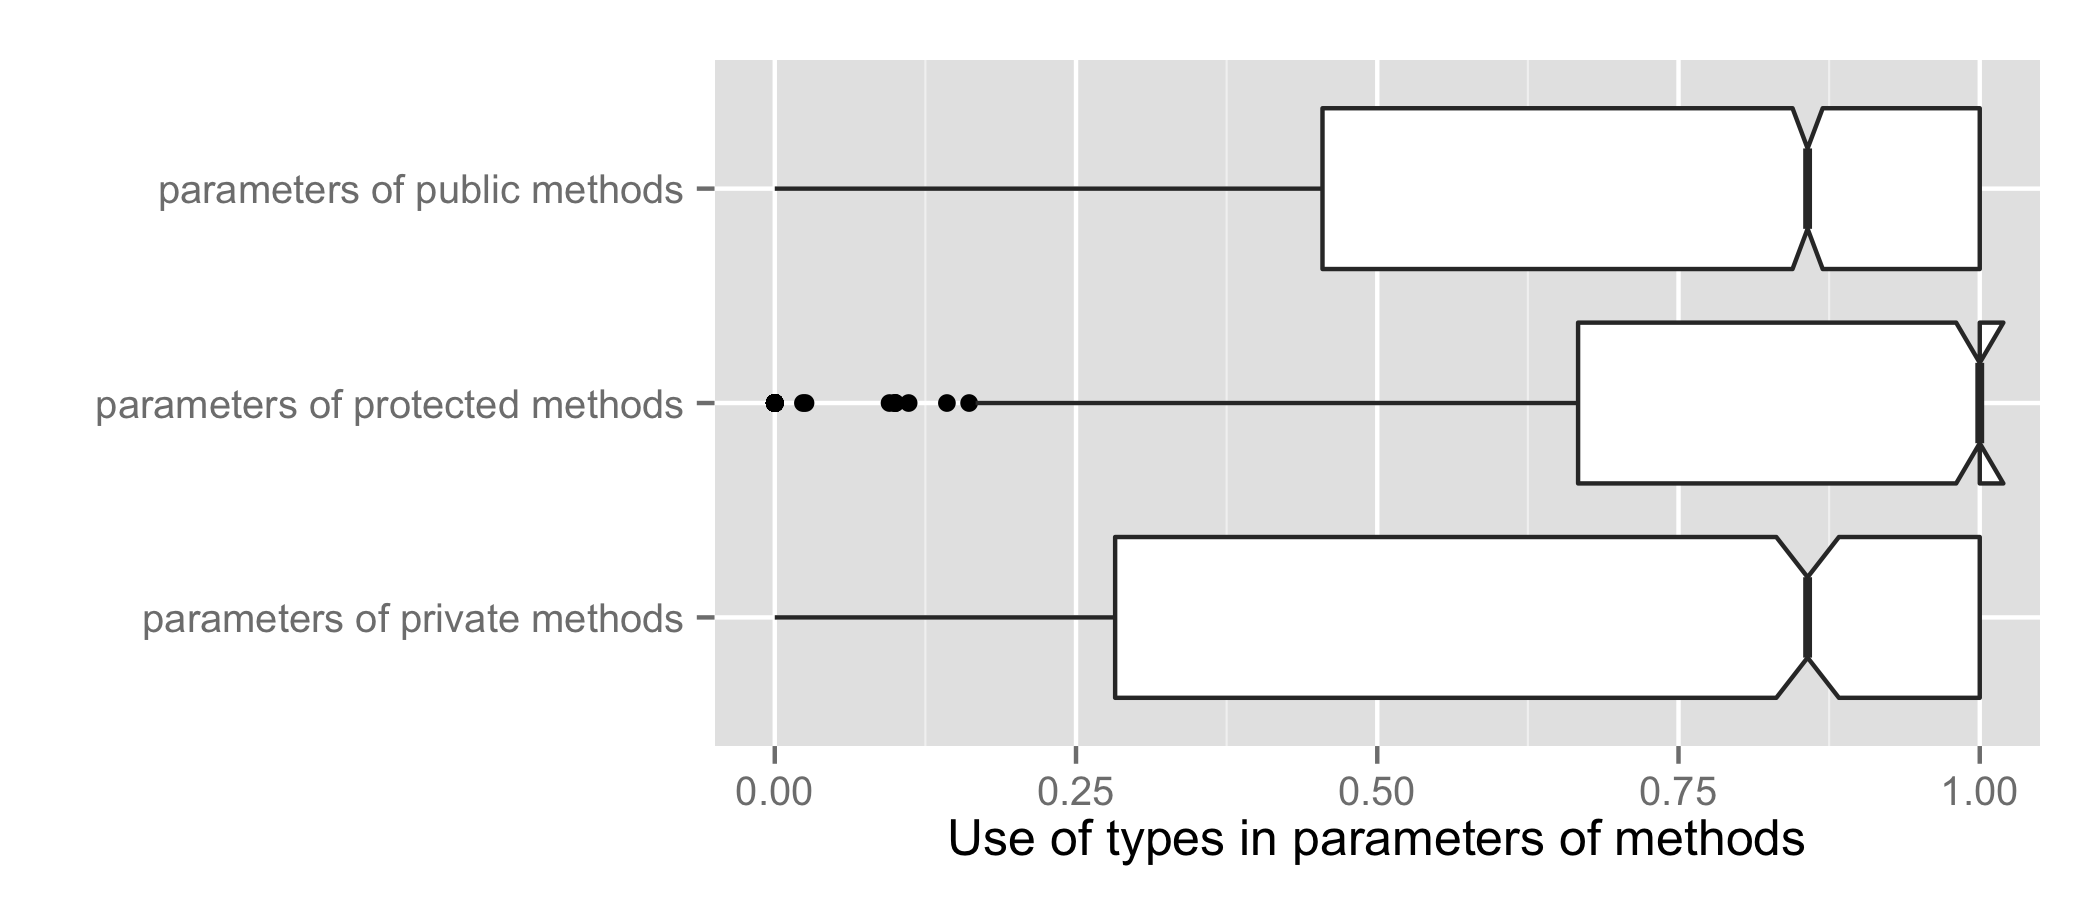 parameters of public methods
parameters of protected methods
parameters of private methods
0.00 0.25 0.50 0.75 1.00
Use of types in parameters of methods